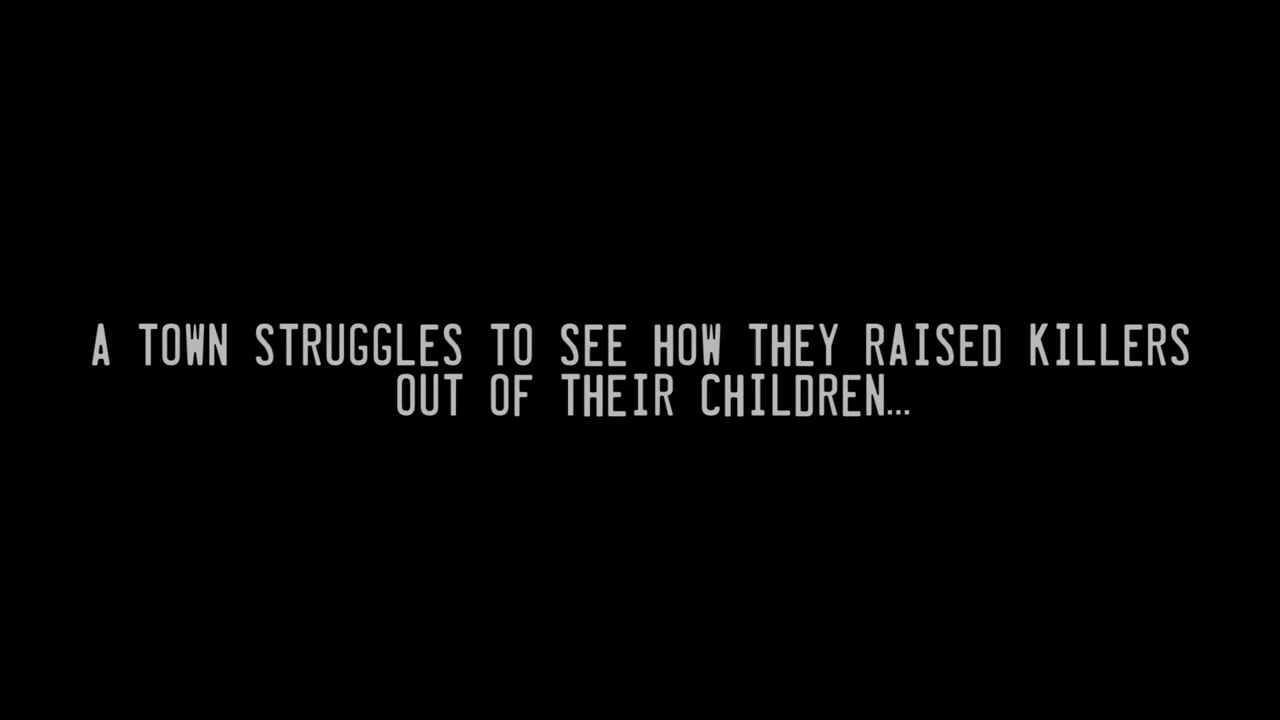 A TOWN STRUGGLES TO SEE HOW THEY RAISED KILLERS
OUT OF THEIR CHILDREN...